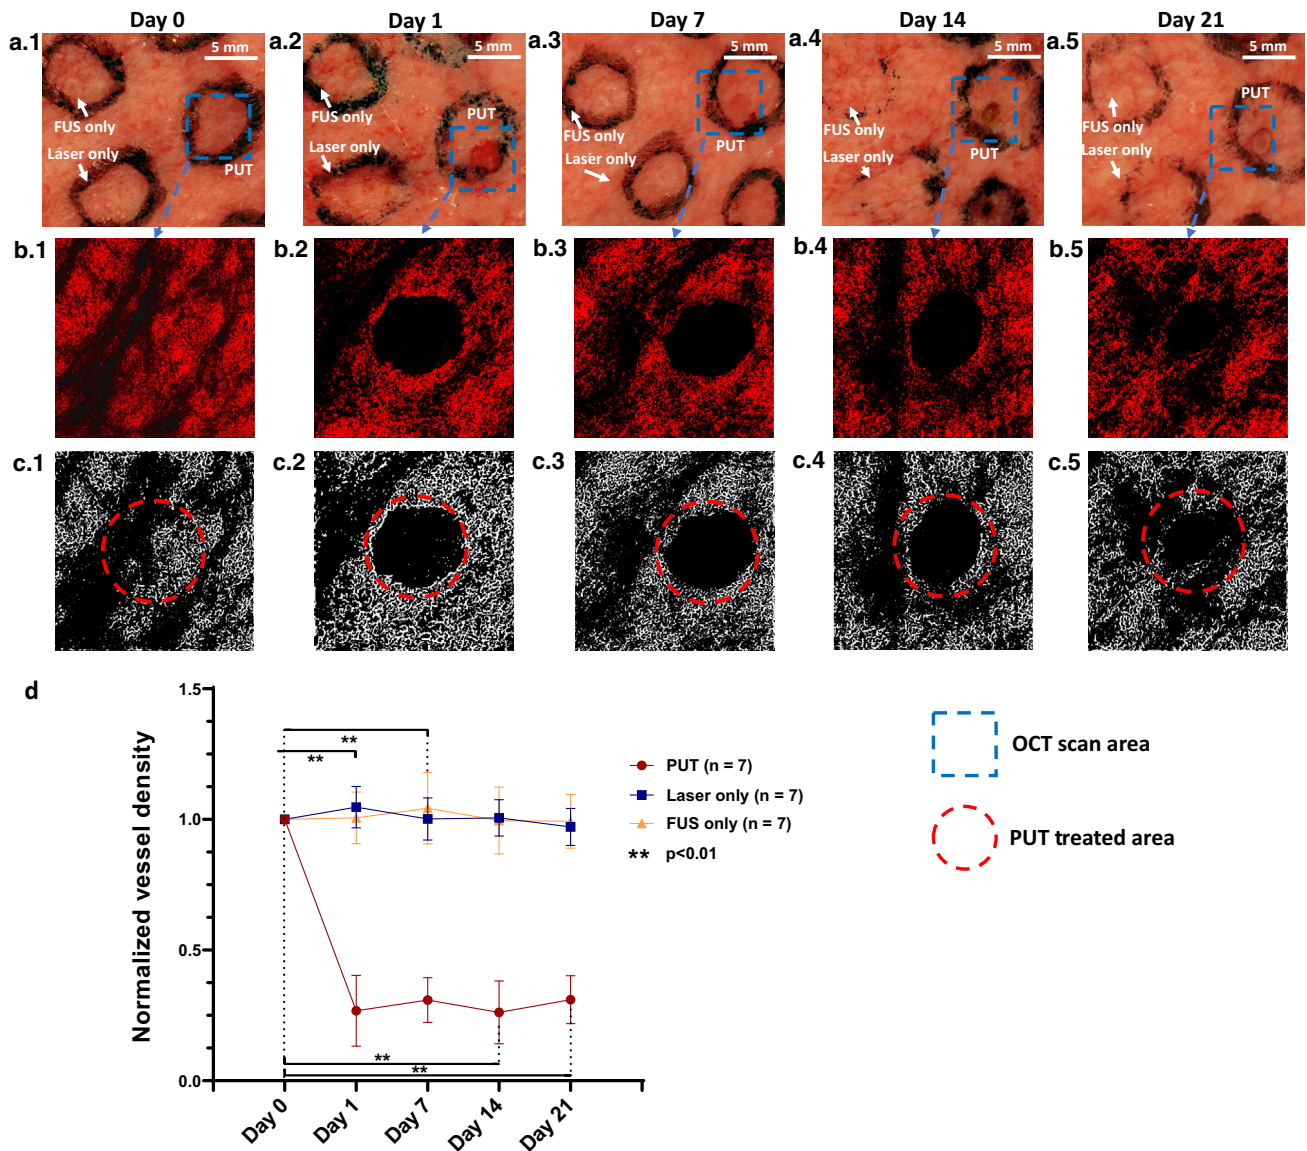 Day 0
Day 1
Day 7
Day 14
Day 21
a.1
5 mm
FUS only
Laser only
PUT
a.2
5 mm
FUS only
Laser only
PUT
a.3
5 mm
FUS only
Laser only
PUT
a.4
5 mm
FUS only
Laser only
PUT
a.5
5 mm
PUT
FUS only
Laser only
b.1
b.2
b.3
b.4
b.5
c.1
c.2
c.3
c.4
c.5
d
Normalized vessel density
1.5
1.0
0.5
0.0
**
**
**
**
Day 0
Day 1
Day 7
Day 14
Day 21
PUT (n = 7)
Laser only (n = 7)
FUS only (n = 7)
** p<0.01
OCT scan area
PUT treated area